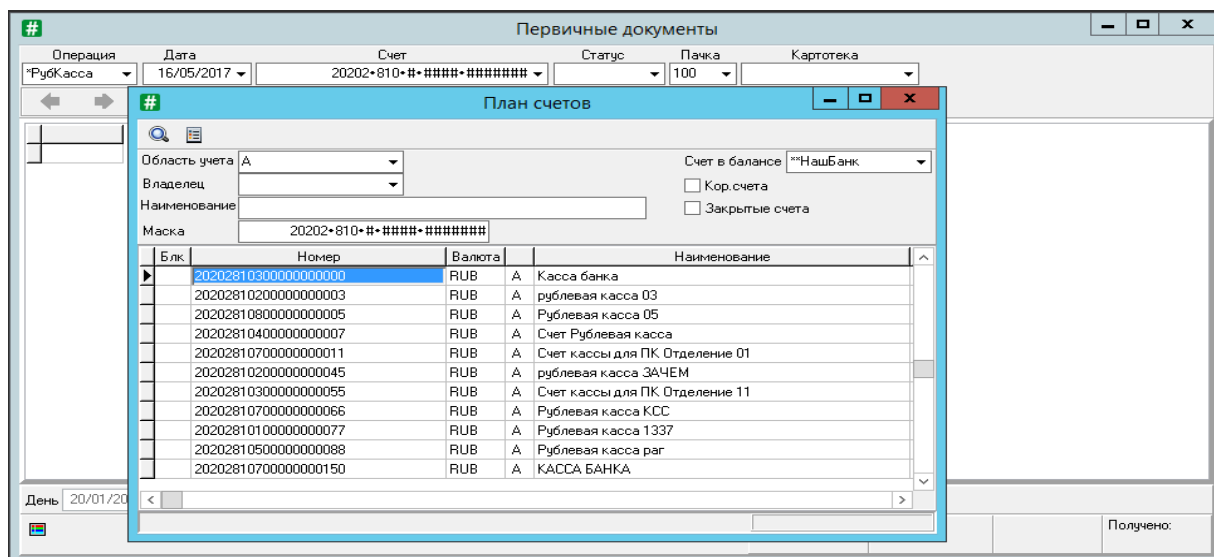 Первичные документы
Операция Дата Счет Статус Пачка Картотека
*РубКасса 16/05/2017 20202•810•#•####•####### 100
План счетов
Область учета A Счет в балансе **НашБанк
Владелец Кор.счета
Наименование Закрытые счета
Маска 20202•810•#•####•#######
Блк Номер Валюта Наименование
20202810300000000000 RUB А Касса банка
20202810200000000003 RUB А рублевая касса 03
20202810800000000005 RUB А Рублевая касса 05
20202810400000000007 RUB А Счет Рублевая касса
20202810700000000011 RUB А Счет кассы для ПК Отделение 01
20202810200000000045 RUB А рублевая касса ЗАЧЕМ
20202810300000000055 RUB А Счет кассы для ПК Отделение 11
20202810700000000066 RUB А Рублевая касса КСС
20202810100000000077 RUB А Рублевая касса 1337
20202810500000000088 RUB А Рублевая касса раг
20202810700000000150 RUB А КАССА БАНКА
День 20/01/20
Получено: